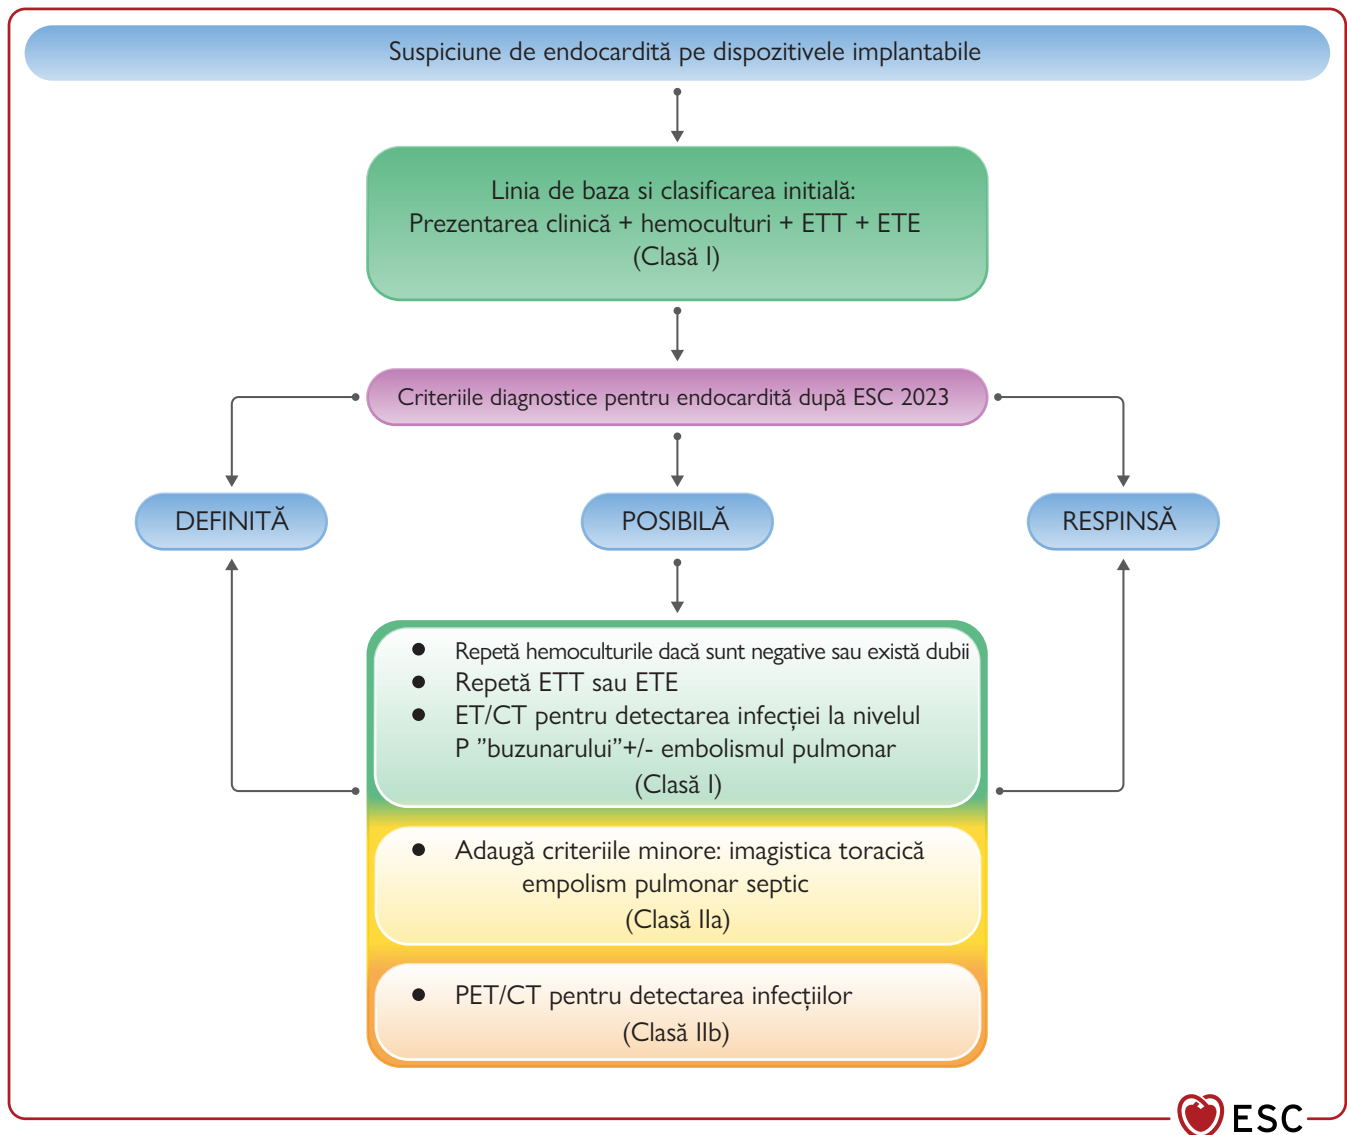 Suspiciune de endocardită pe dispozitivele implantabile
Linia de baza si clasificarea initială:
Prezentarea clinică + hemoculturi + ETT + ETE
(Clasă I)
Criteriile diagnostice pentru endocardită după ESC 2023
DEFINITĂ
POSIBILĂ
RESPINSĂ
● Repetă hemoculturile dacă sunt negative sau există dubii
● Repetă ETT sau ETE
● ET/CT pentru detectarea infecției la nivelul
P ”buzunarului”+/- embolismul pulmonar
(Clasă I)
● Adaugă criteriile minore: imagistica toracică
empolism pulmonar septic
(Clasă IIa)
● PET/CT pentru detectarea infecțiilor
(Clasă IIb)
ESC